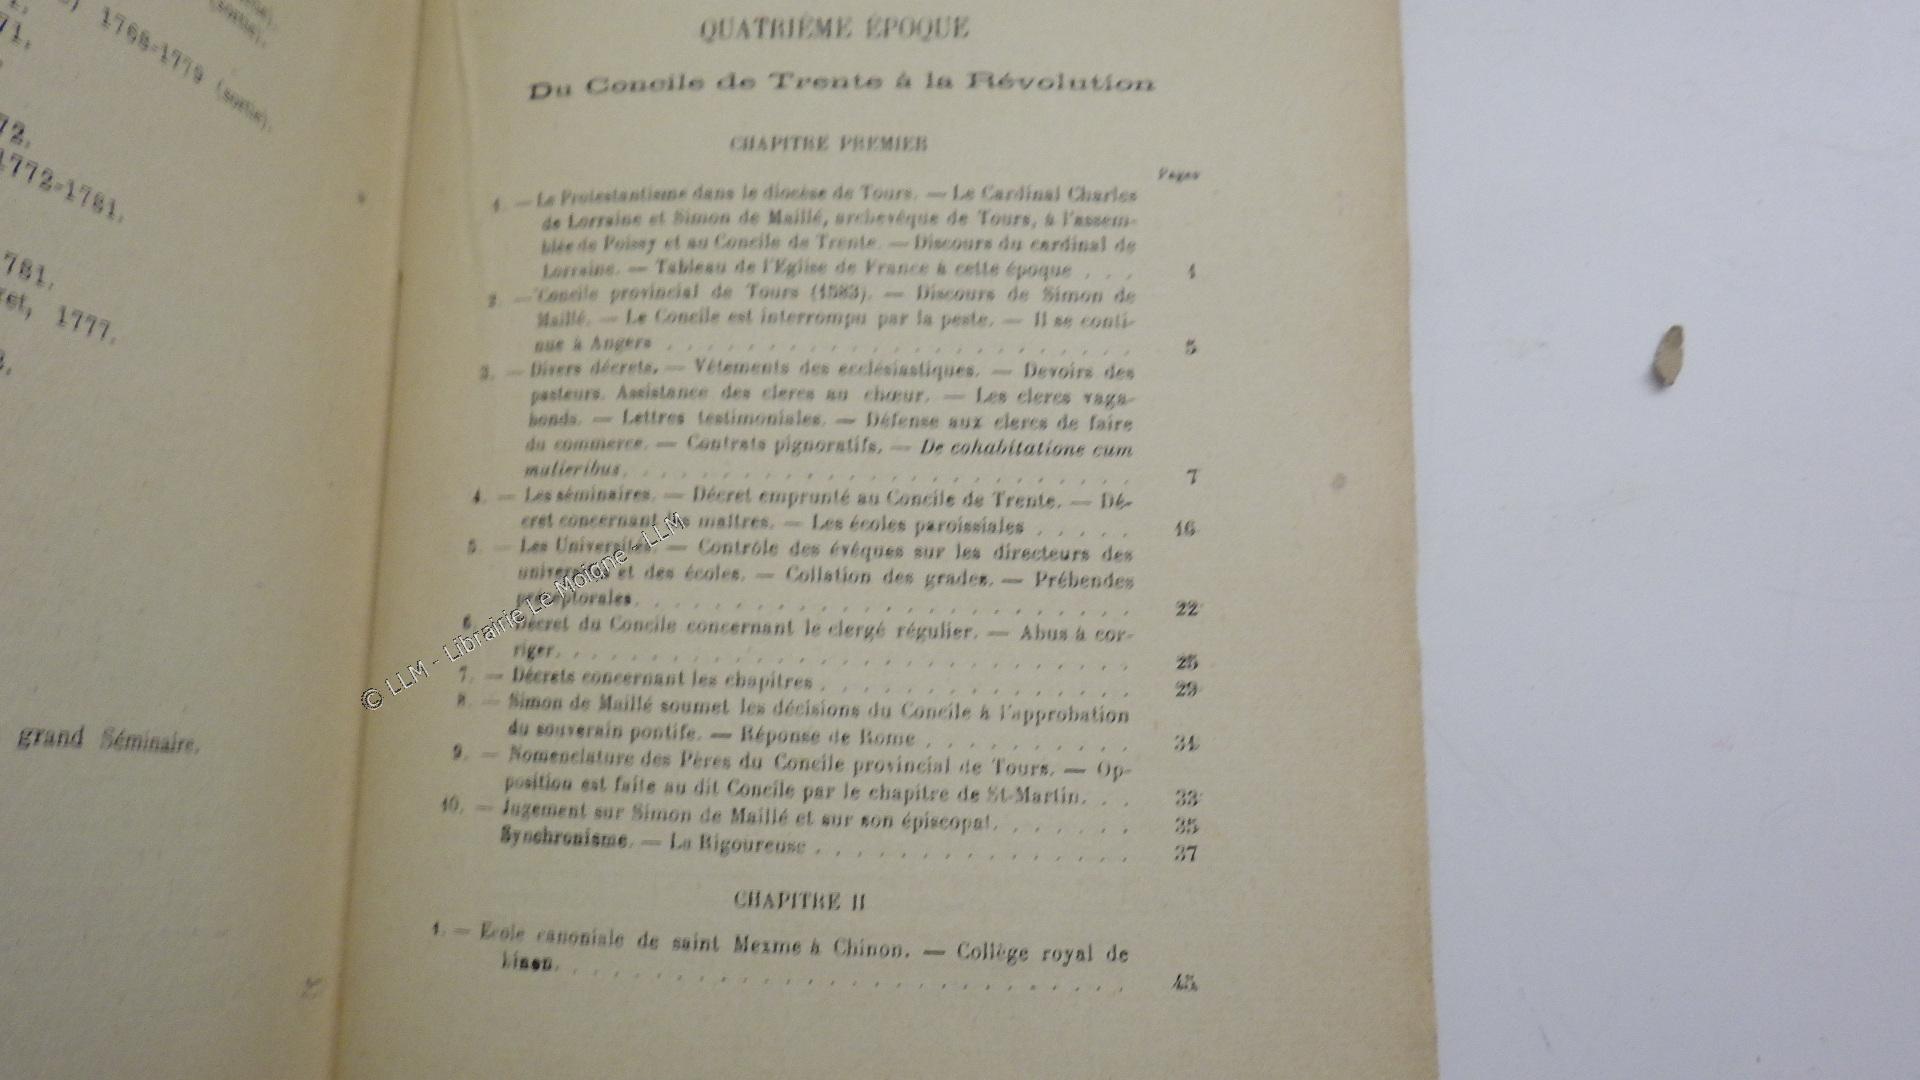 1768-1779 (sortie).
(sortie).
71,
72,
1772-1781,
781,
ret, 1777,
grand Séminaire,
QUATRIÈME ÉPOQUE
Du Concile de Trente à la Révolution
CHAPITRE PREMIER
Pages
1. — Le Protestantisme dans le diocèse de Tours. — Le Cardinal Charles
de Lorraine et Simon de Maillé, archevêque de Tours, à l'assem-
blée de Poissy et au Concile de Trente. — Discours du cardinal de
Lorraine. — Tableau de l'Eglise de France à cette époque . . . 1
2. — Concile provincial de Tours (1583). — Discours de Simon de
Maillé. — Le Concile est interrompu par la peste. — Il se conti-
nue à Angers . . . . . . . . . . . . . . . . . . . 5
3. — Divers décrets. — Vêtements des ecclésiastiques. — Devoirs des
pasteurs. Assistance des clercs au chœur. — Les clercs vaga-
bonds. — Lettres testimoniales. — Défense aux clercs de faire
du commerce. — Contrats pignoratifs. — De cohabitatione cum
mulieribus. . . . . . . . . . . . . . . . . . . . 7
4. — Les séminaires. — Décret emprunté au Concile de Trente. — Dé-
cret concernant les maîtres. — Les écoles paroissiales . . . . . 16
5. — Les Universités. — Contrôle des évêques sur les directeurs des
universités et des écoles. — Collation des grades. — Prébendes
préceptorales. . . . . . . . . . . . . . . . . . . 22
6. — Décret du Concile concernant le clergé régulier. — Abus à cor-
riger. . . . . . . . . . . . . . . . . . . . . . 25
7. — Décrets concernant les chapitres . . . . . . . . . . . . 29
8. — Simon de Maillé soumet les décisions du Concile à l'approbation
du souverain pontife. — Réponse de Rome . . . . . . . . 31
9. — Nomenclature des Pères du Concile provincial de Tours. — Op-
position est faite au dit Concile par le chapitre de St-Martin. . . 33
10. — Jugement sur Simon de Maillé et sur son épiscopat. . . . . . 35
Synchronisme. — La Rigoureuse . . . . . . . . . . . . 37
CHAPITRE II
1. — Ecole canoniale de saint Mexme à Chinon. — Collège royal de
. . . . . . . . . . . . . . . . . . . . . . 45
© LLM - Librairie Le Moigne - LLM